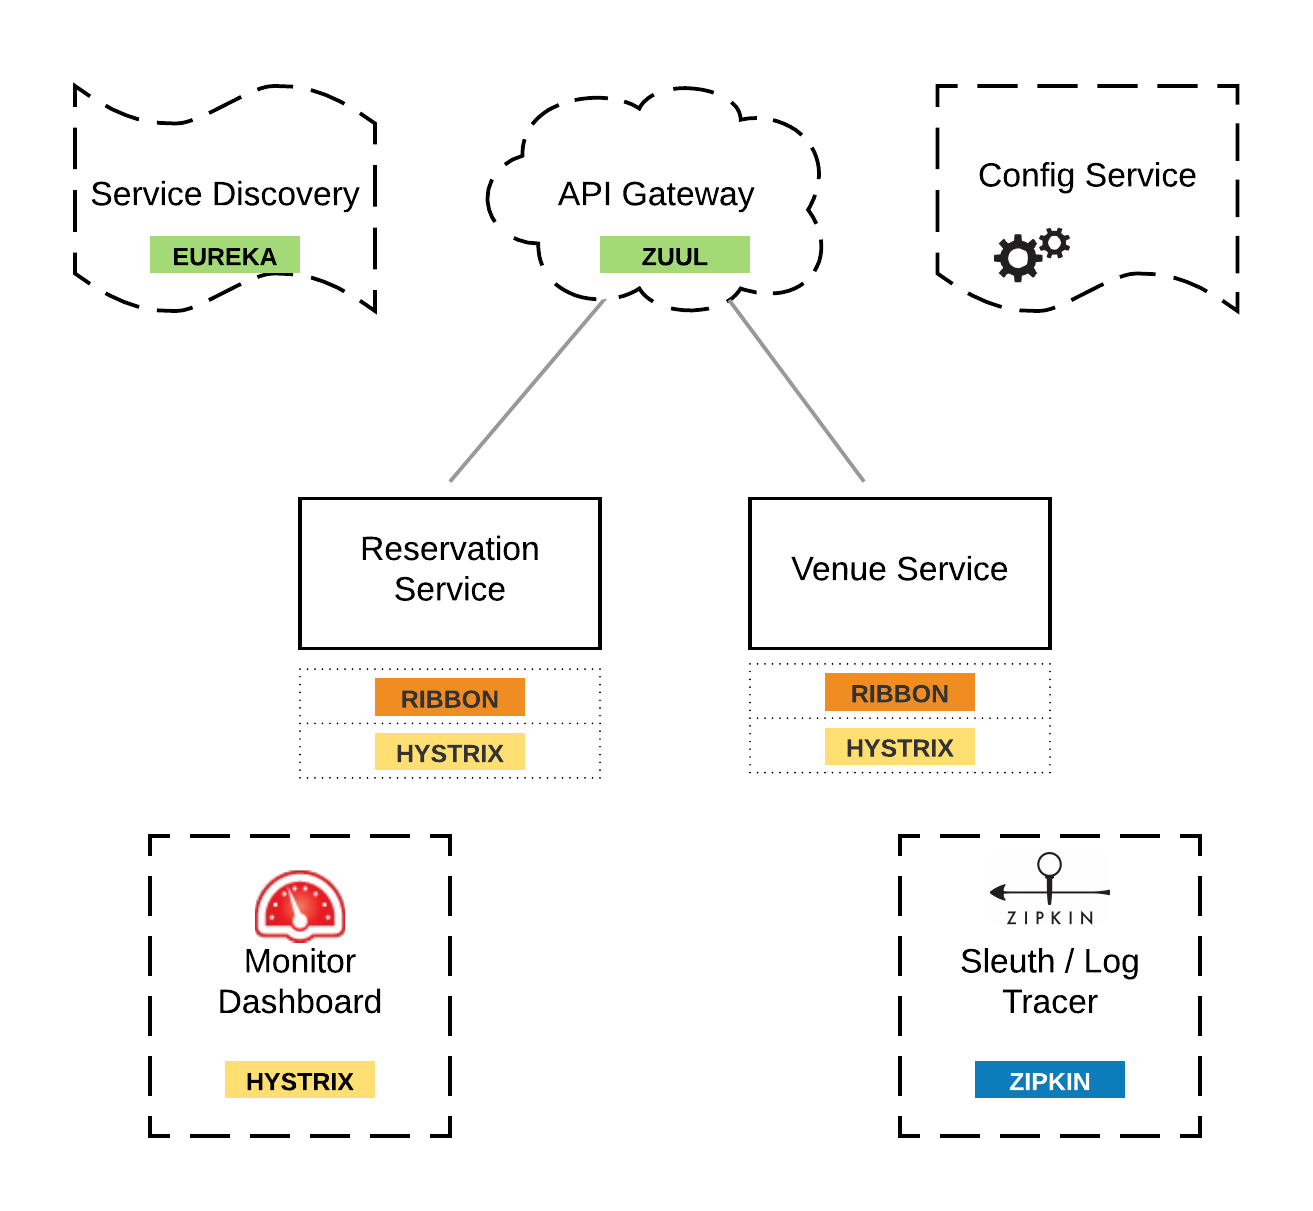 Service Discovery
EUREKA
API Gateway
ZUUL
Config Service
Reservation
Service
RIBBON
HYSTRIX
Venue Service
RIBBON
HYSTRIX
Monitor
Dashboard
HYSTRIX
ZIPKIN
Sleuth / Log
Tracer
ZIPKIN